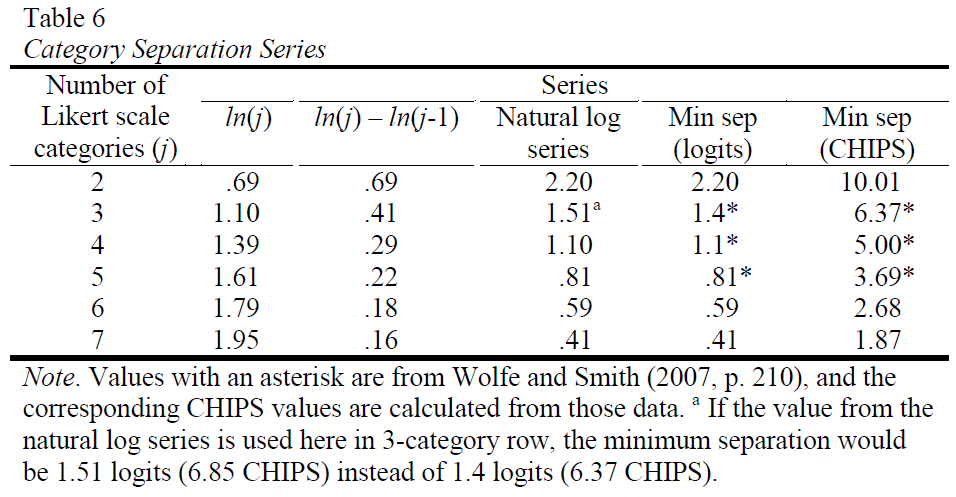 Table 6
Category Separation Series
Number of Likert scale categories (j) Series
ln(j) ln(j) – ln(j-1) Natural log series Min sep (logits) Min sep (CHIPS)
2 .69 .69 2.20 2.20 10.01
3 1.10 .41 1.51ᵃ 1.4* 6.37*
4 1.39 .29 1.10 1.1* 5.00*
5 1.61 .22 .81 .81* 3.69*
6 1.79 .18 .59 .59 2.68
7 1.95 .16 .41 .41 1.87
Note. Values with an asterisk are from Wolfe and Smith (2007, p. 210), and the
corresponding CHIPS values are calculated from those data. ᵃ If the value from the
natural log series is used here in 3-category row, the minimum separation would
be 1.51 logits (6.85 CHIPS) instead of 1.4 logits (6.37 CHIPS).